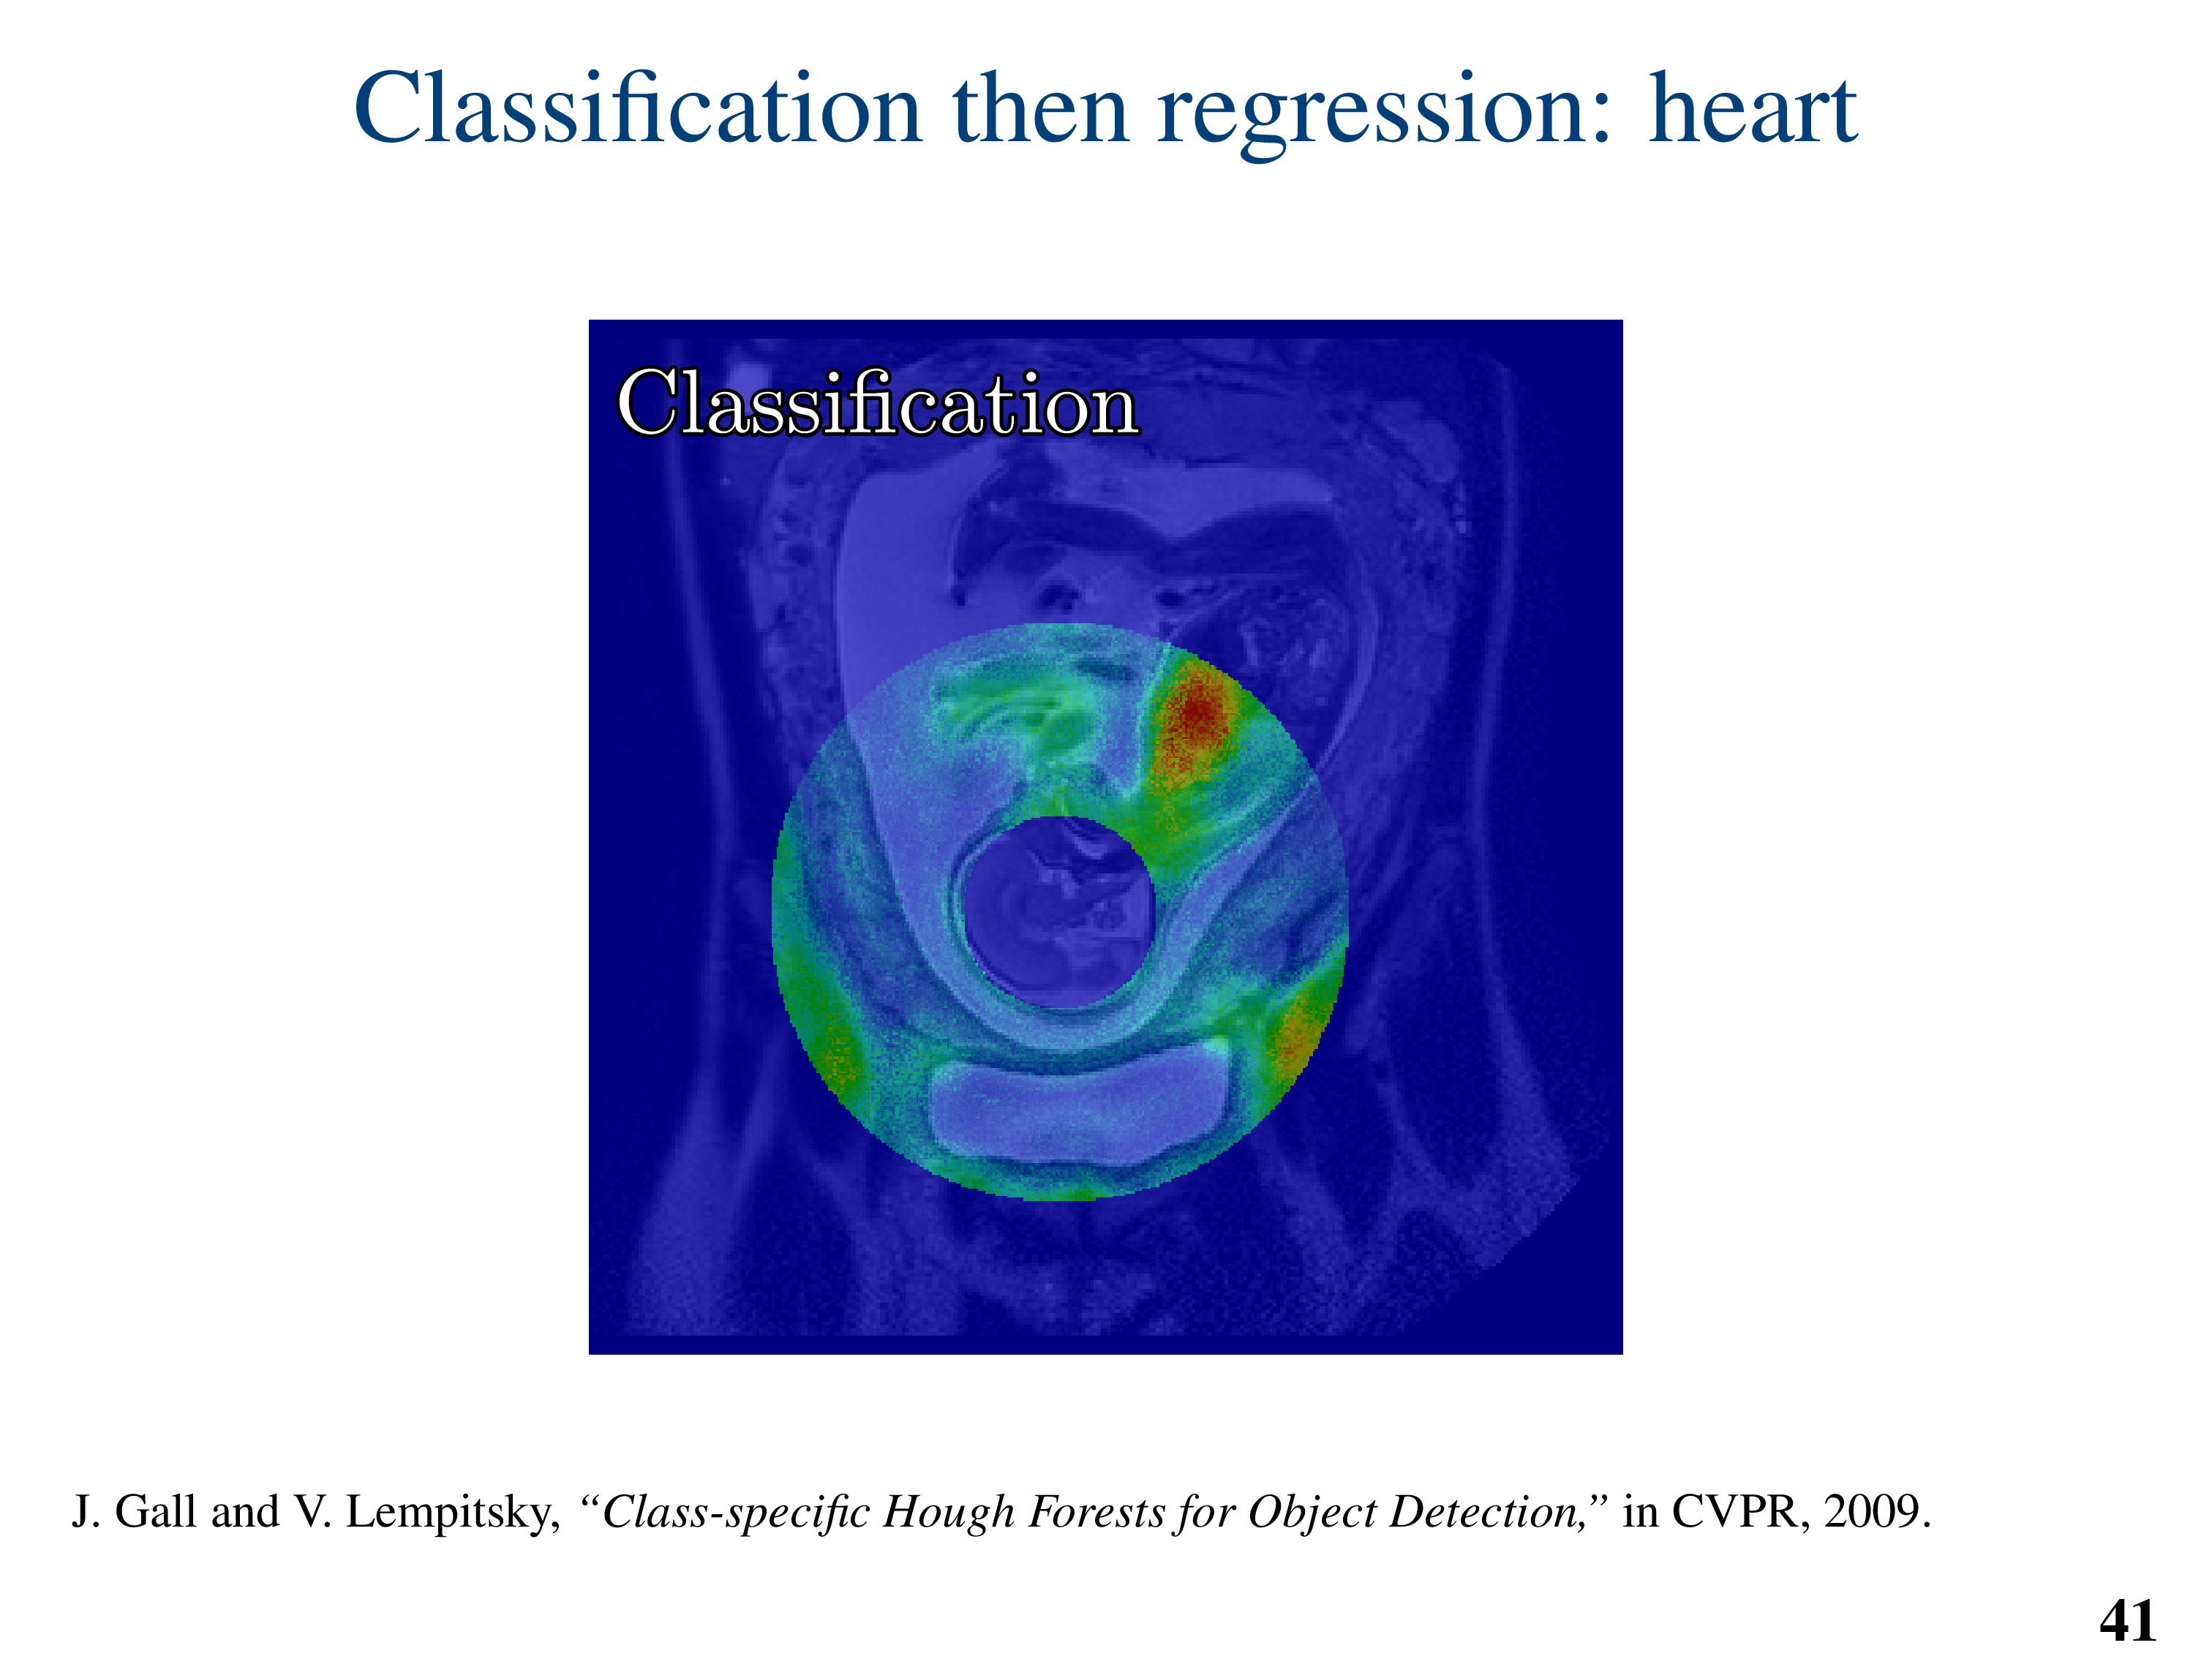 Classification then regression: heart
Classification
J. Gall and V. Lempitsky, “Class-specific Hough Forests for Object Detection,” in CVPR, 2009.
41